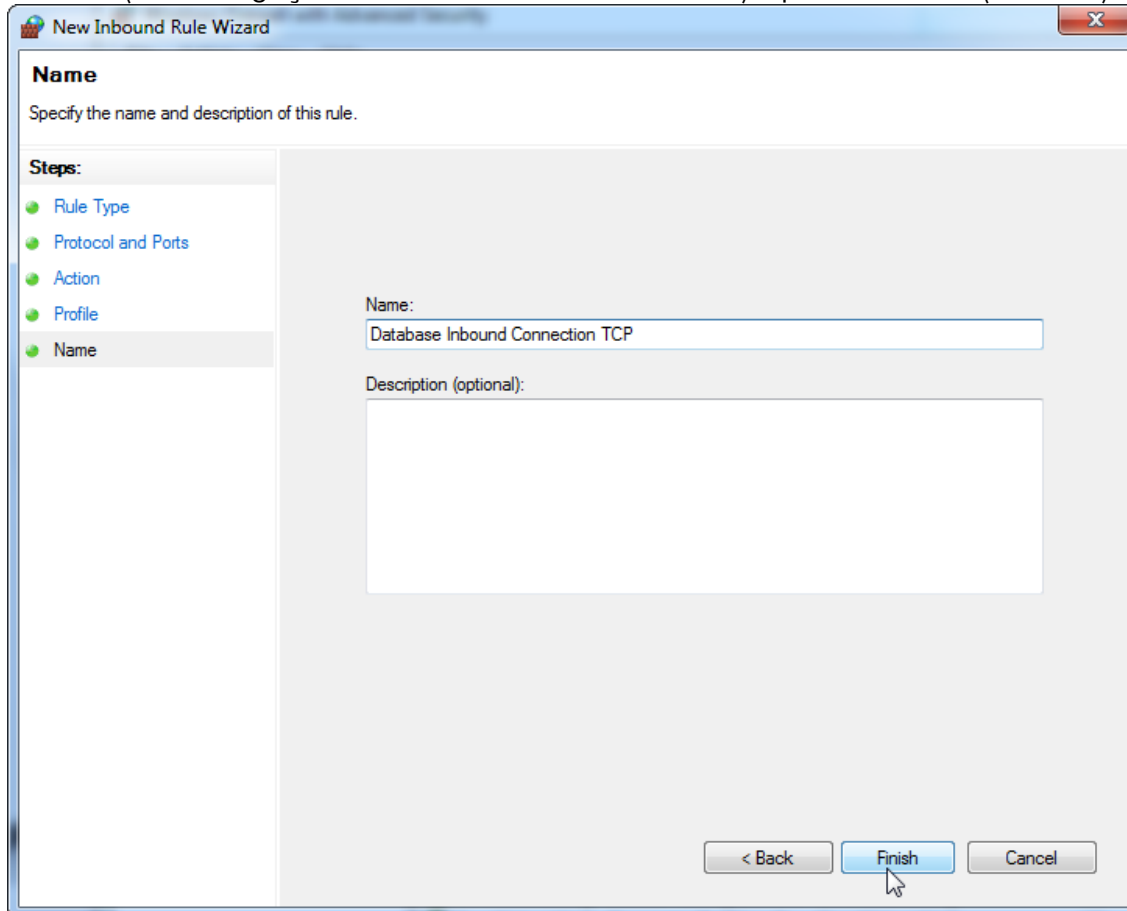 New Inbound Rule Wizard
Name
Specify the name and description of this rule.
Steps:
Rule Type
Protocol and Ports
Action
Profile
Name
Name:
Database Inbound Connection TCP
Description (optional):
< Back
Finish
Cancel